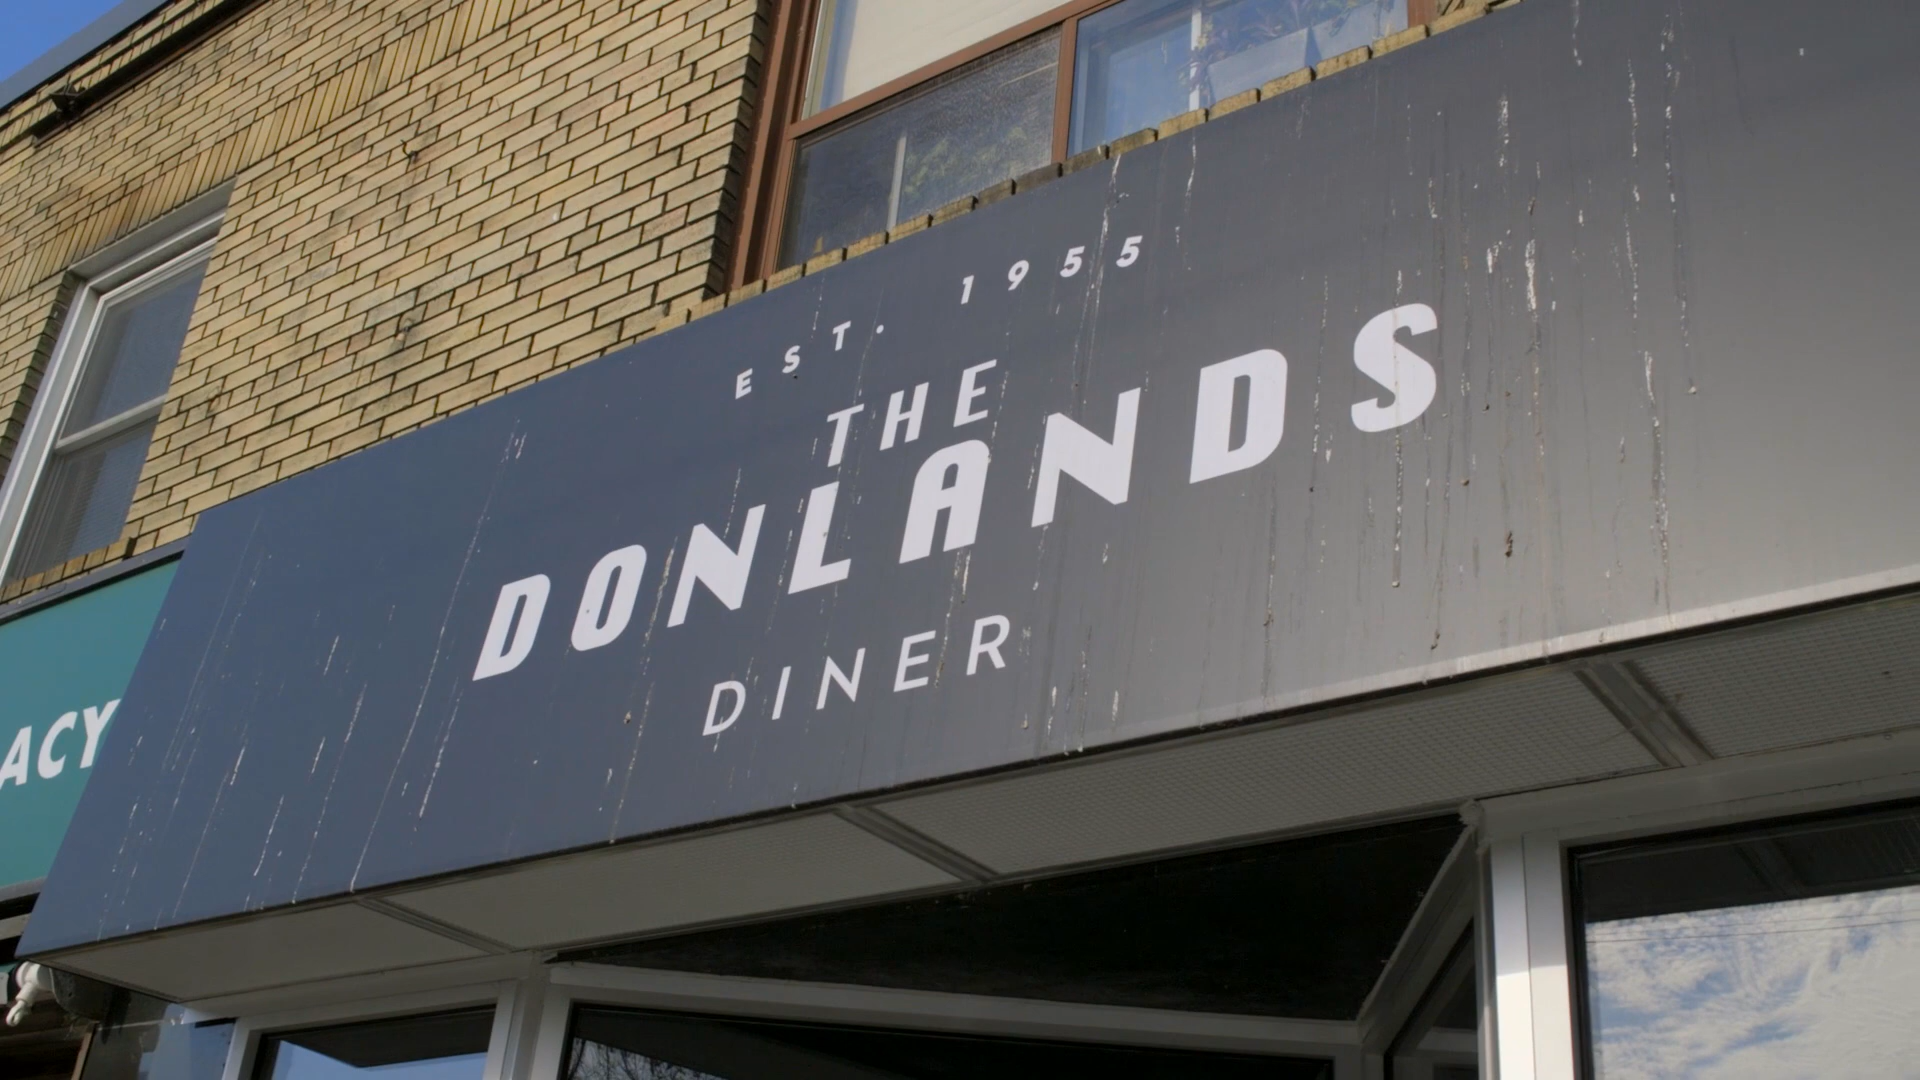 EST. 1955
THE
DONLANDS
DINER
ACY